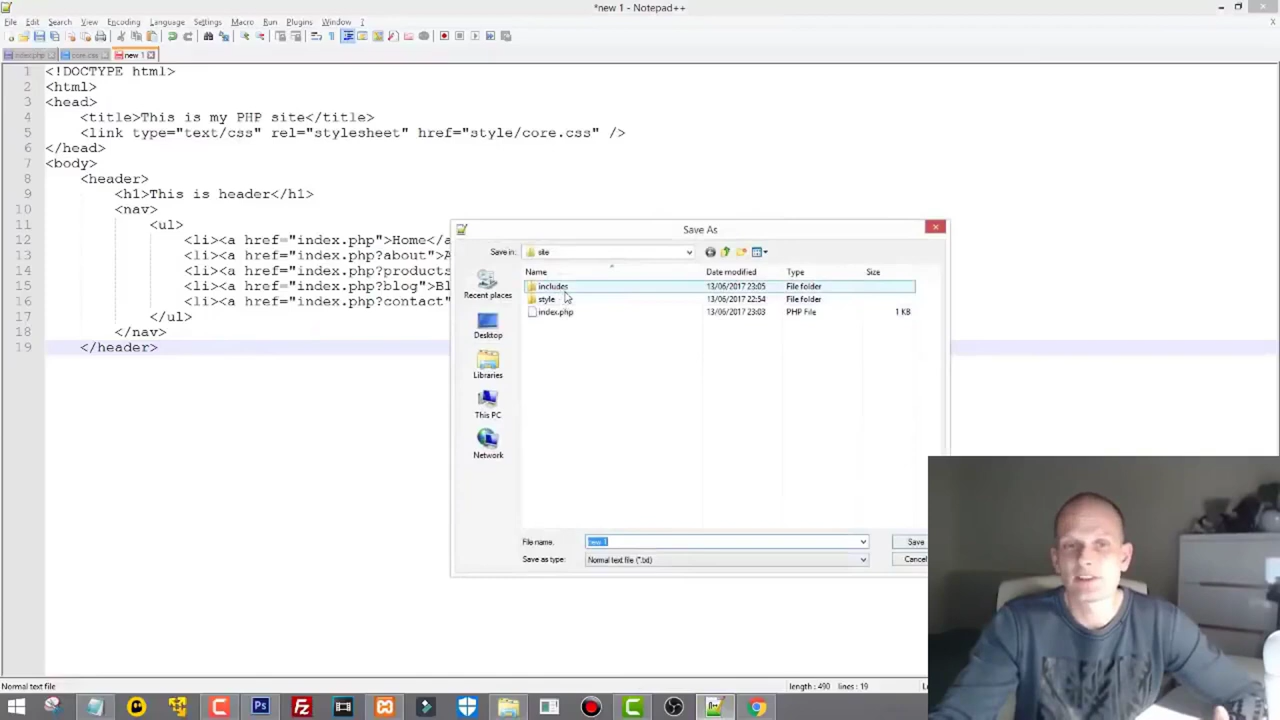 *new 1 - Notepad++
File Edit Search View Encoding Language Settings Macro Run Plugins Window ?
index.php core.css new 1
1 <!DOCTYPE html>
2 <html>
3 <head>
4 <title>This is my PHP site</title>
5 <link type="text/css" rel="stylesheet" href="style/core.css" />
6 </head>
7 <body>
8 <header>
9 <h1>This is header</h1>
10 <nav>
11 <ul>
12 <li><a href="index.php">Home</a
13 <li><a href="index.php?about">A
14 <li><a href="index.php?products
15 <li><a href="index.php?blog">Bl
16 <li><a href="index.php?contact"
17 </ul>
18 </nav>
19 </header>
Save As
Save in: site
Name Date modified Type Size
includes 13/06/2017 23:05 File folder
style 13/06/2017 22:54 File folder
index.php 13/06/2017 23:03 PHP File 1 KB
Recent places
Desktop
Libraries
This PC
Network
File name: new 1 Save
Save as type: Normal text file (*.txt) Cancel
Normal text file length : 490 lines : 19